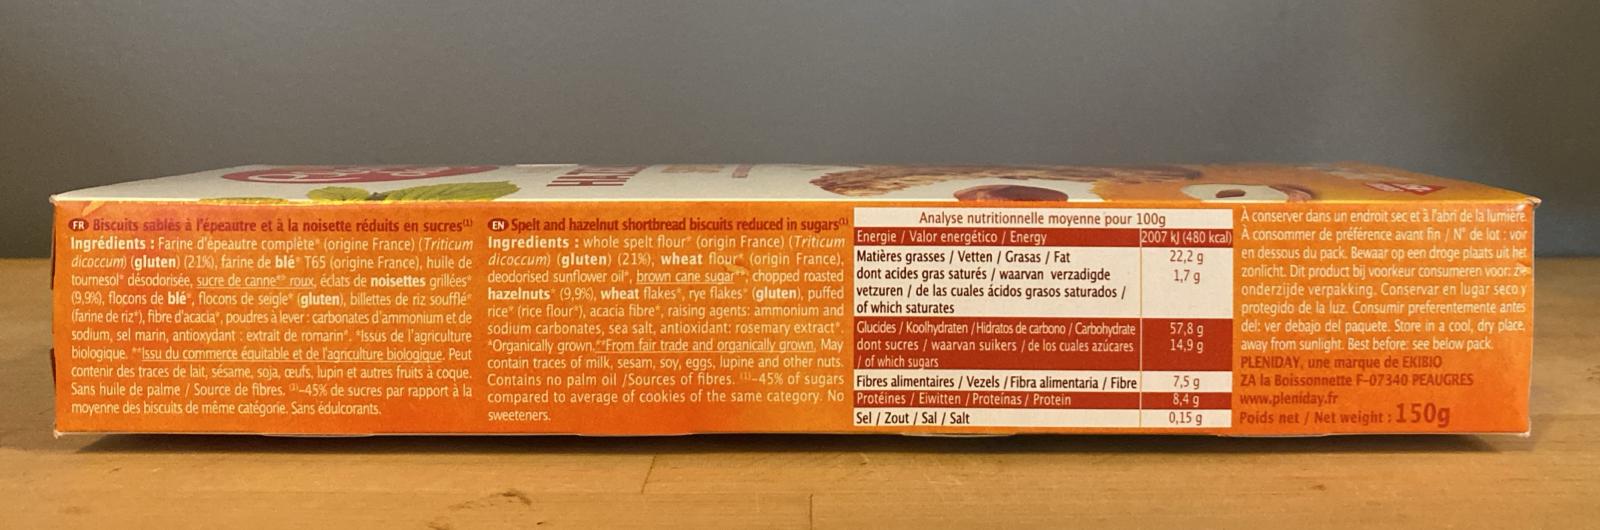 FR Biscuits sablés à l'épeautre et à la noisette réduits en sucres(1)
Ingrédients : Farine d'épeautre complète* (origine France) (Triticum
dicoccum) (gluten) (21%), farine de blé* T65 (origine France), huile de
tournesol* désodorisée, sucre de canne** roux, éclats de noisettes grillées*
(9,9%), flocons de blé*, flocons de seigle* (gluten), billettes de riz soufflé*
(farine de riz*), fibre d'acacia*, poudres à lever : carbonates d'ammonium et de
sodium, sel marin, antioxydant : extrait de romarin*. *Issus de l'agriculture
biologique. **Issu du commerce équitable et de l'agriculture biologique. Peut
contenir des traces de lait, sésame, soja, œufs, lupin et autres fruits à coque.
Sans huile de palme / Source de fibres. (1)-45% de sucres par rapport à la
moyenne des biscuits de même catégorie. Sans édulcorants.
EN Spelt and hazelnut shortbread biscuits reduced in sugars(1)
Ingredients : whole spelt flour* (origin France) (Triticum
dicoccum) (gluten) (21%), wheat flour* (origin France),
deodorised sunflower oil*, brown cane sugar**, chopped roasted
hazelnuts* (9,9%), wheat flakes*, rye flakes* (gluten), puffed
rice* (rice flour*), acacia fibre*, raising agents: ammonium and
sodium carbonates, sea salt, antioxidant: rosemary extract*.
*Organically grown.**From fair trade and organically grown. May
contain traces of milk, sesam, soy, eggs, lupine and other nuts.
Contains no palm oil /Sources of fibres. (1)-45% of sugars
compared to average of cookies of the same category. No
sweeteners.
Analyse nutritionnelle moyenne pour 100g
Energie / Valor energético / Energy 2007 kJ (480 kcal)
Matières grasses / Vetten / Grasas / Fat 22,2 g
dont acides gras saturés / waarvan verzadigde 1,7 g
vetzuren / de las cuales ácidos grasos saturados /
of which saturates
Glucides / Koolhydraten / Hidratos de carbono / Carbohydrate 57,8 g
dont sucres / waarvan suikers / de los cuales azúcares 14,9 g
/ of which sugars
Fibres alimentaires / Vezels / Fibra alimentaria / Fibre 7,5 g
Protéines / Eiwitten / Proteínas / Protein 8,4 g
Sel / Zout / Sal / Salt 0,15 g
À conserver dans un endroit sec et à l'abri de la lumière.
À consommer de préférence avant fin / N° de lot : voir
en dessous du pack. Bewaar op een droge plaats uit het
zonlicht. Dit product bij voorkeur consumeren voor: zie
onderzijde verpakking. Conservar en lugar seco y
protegido de la luz. Consumir preferentemente antes
del: ver debajo del paquete. Store in a cool, dry place,
away from sunlight. Best before: see below pack.
PLENIDAY, une marque de EKIBIO
ZA la Boissonnette F-07340 PEAUGRES
www.pleniday.fr
Poids net / Net weight : 150g